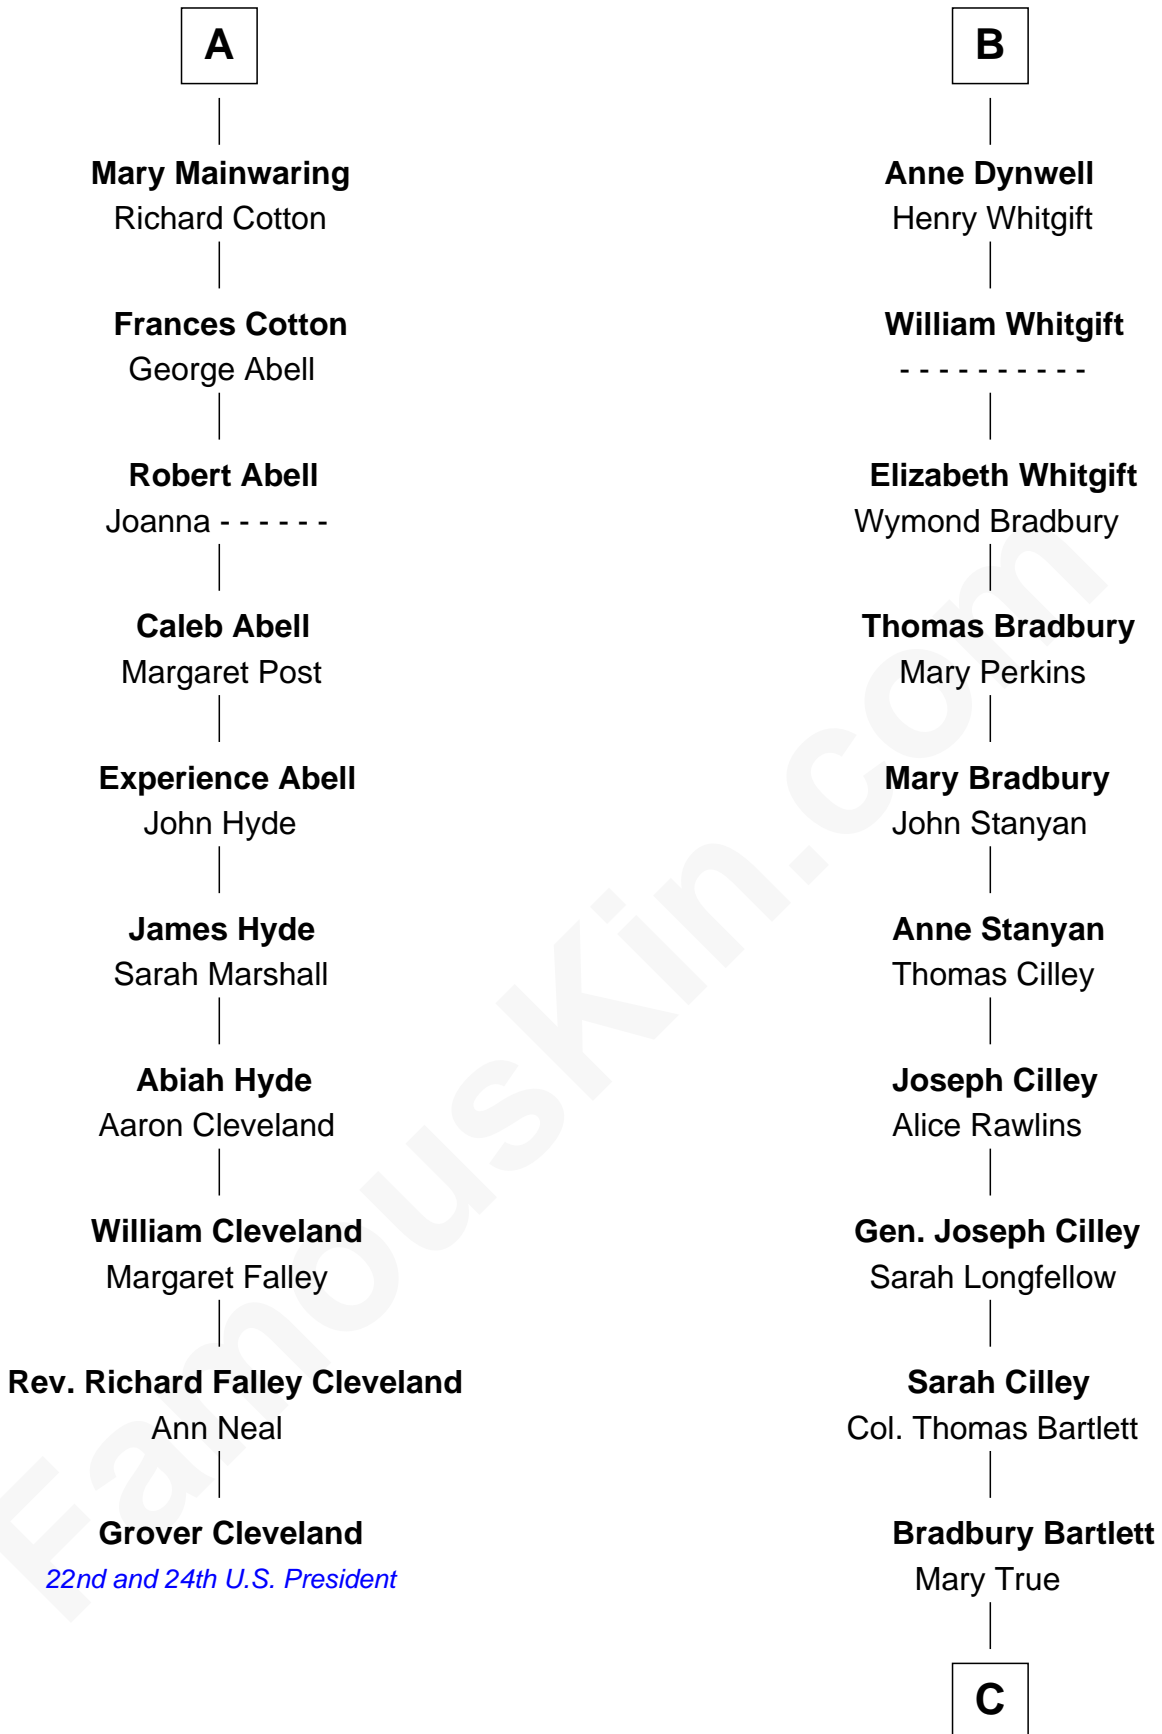 A
Mary Mainwaring
Richard Cotton
Frances Cotton
George Abell
Robert Abell
Joanna - - - - - -
Caleb Abell
Margaret Post
Experience Abell
John Hyde
James Hyde
Sarah Marshall
Abiah Hyde
Aaron Cleveland
William Cleveland
Margaret Falley
Rev. Richard Falley Cleveland
Ann Neal
Grover Cleveland
22nd and 24th U.S. President
B
Anne Dynwell
Henry Whitgift
William Whitgift
- - - - - - - - - -
Elizabeth Whitgift
Wymond Bradbury
Thomas Bradbury
Mary Perkins
Mary Bradbury
John Stanyan
Anne Stanyan
Thomas Cilley
Joseph Cilley
Alice Rawlins
Gen. Joseph Cilley
Sarah Longfellow
Sarah Cilley
Col. Thomas Bartlett
Bradbury Bartlett
Mary True
C
FamousKin.com